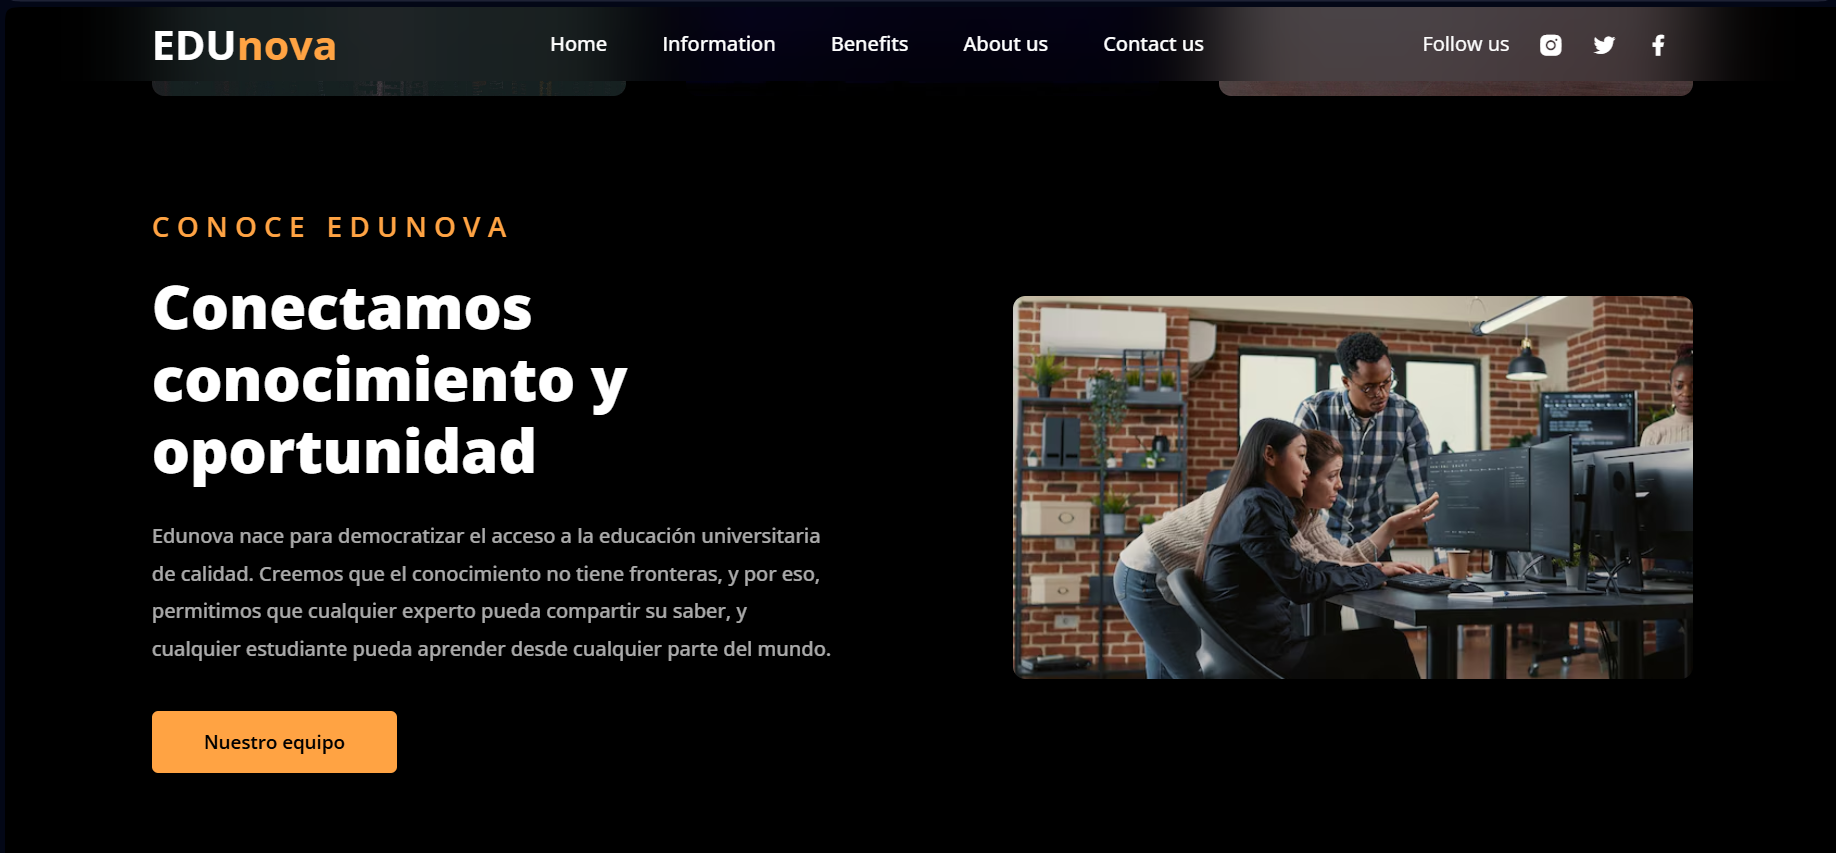 EDUnova
Home Information Benefits About us Contact us
Follow us
CONOCE EDUNOVA
Conectamos
conocimiento y
oportunidad
Edunova nace para democratizar el acceso a la educación universitaria
de calidad. Creemos que el conocimiento no tiene fronteras, y por eso,
permitimos que cualquier experto pueda compartir su saber, y
cualquier estudiante pueda aprender desde cualquier parte del mundo.
Nuestro equipo